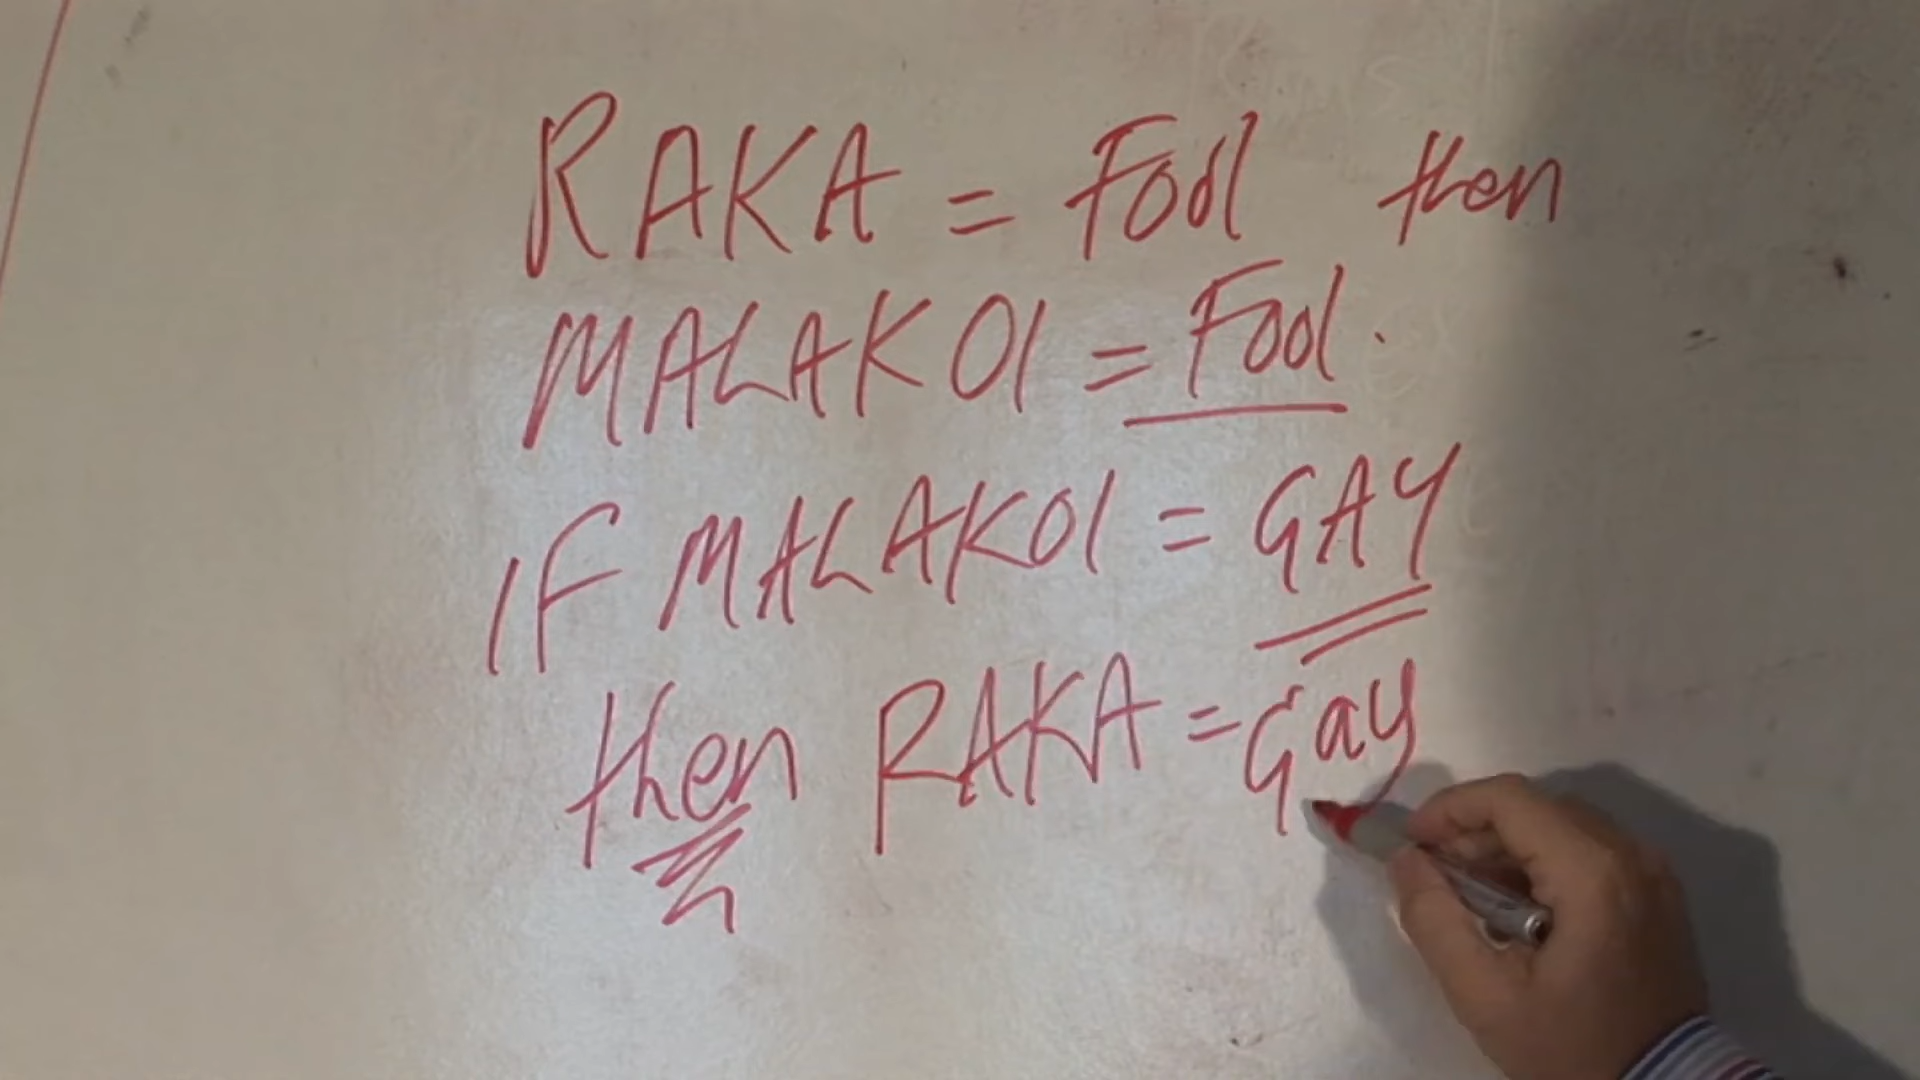 RAKA = Fool then
MALAKOI = Fool.
IF MALAKOI = GAY
then RAKA = Gay